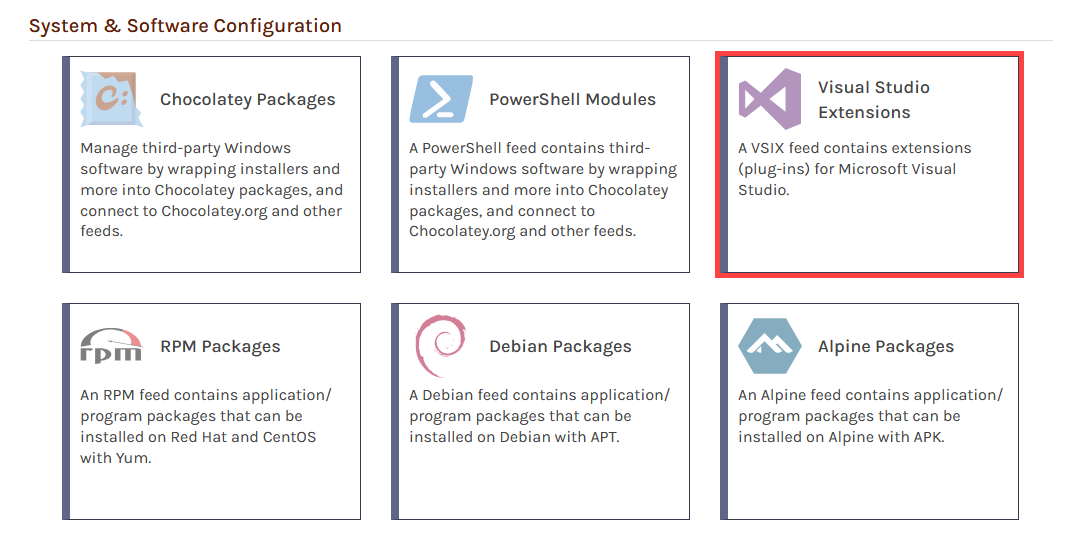 System & Software Configuration
Chocolatey Packages
Manage third-party Windows
software by wrapping installers and
more into Chocolatey packages, and
connect to Chocolatey.org and other
feeds.
PowerShell Modules
A PowerShell feed contains third-
party Windows software by wrapping
installers and more into Chocolatey
packages, and connect to
Chocolatey.org and other feeds.
Visual Studio
Extensions
A VSIX feed contains extensions
(plug-ins) for Microsoft Visual
Studio.
rpm
RPM Packages
An RPM feed contains application/
program packages that can be
installed on Red Hat and CentOS
with Yum.
Debian Packages
A Debian feed contains application/
program packages that can be
installed on Debian with APT.
Alpine Packages
An Alpine feed contains application/
program packages that can be
installed on Alpine with APK.